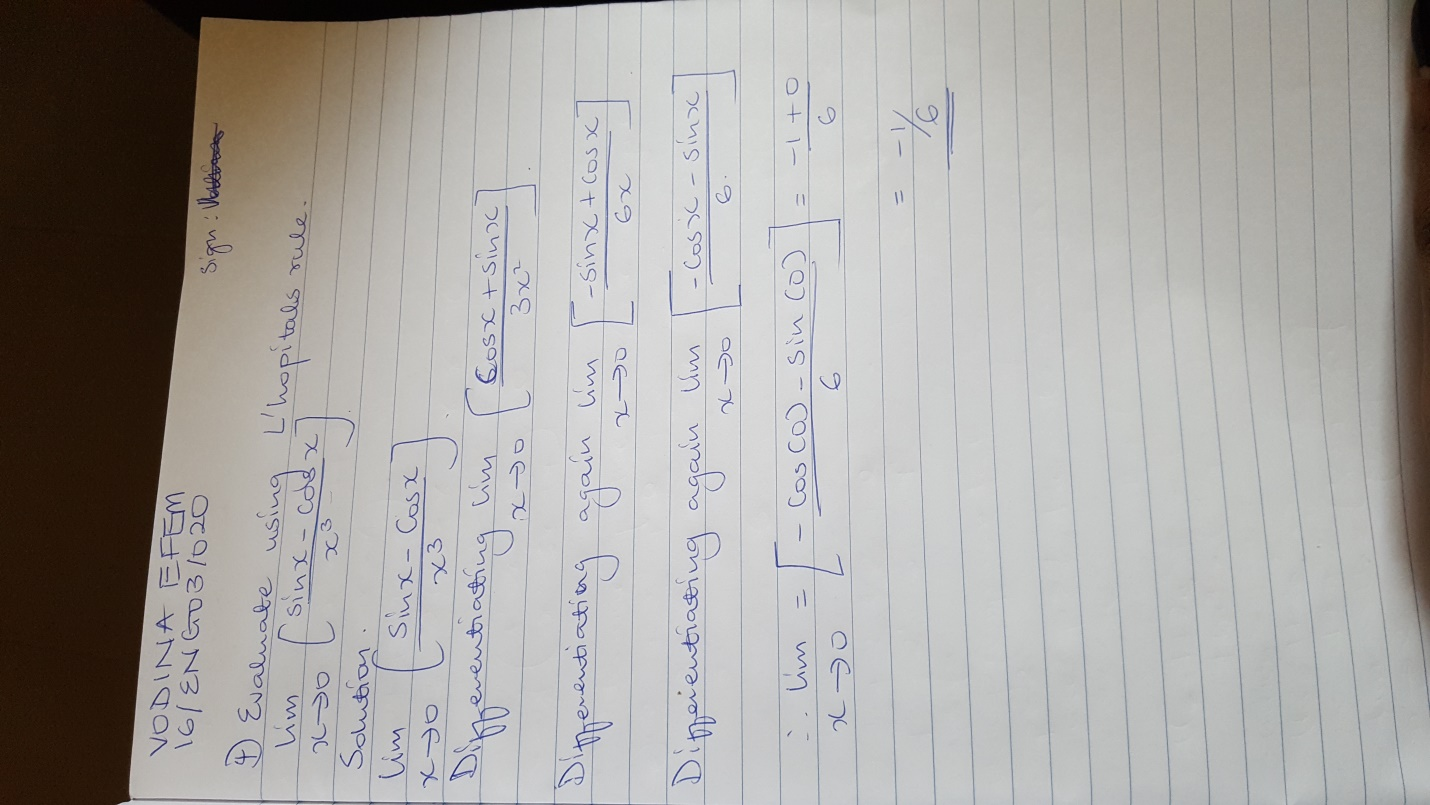 VODINA EFEM
16/ENG03/020
Sign:
1) Evaluate using L'hopitals rule.
lim x→0 [sinx - cosx / x³].
Solution.
lim x→0 [sinx - Cosx / x³].
Differentiating lim x→0 [Cosx + sinx / 3x²].
Differentiating again lim x→0 [-sinx + cosx / 6x]
Differentiating again lim x→0 [-cosx - sinx / 6.]
∴ lim x→0 = [-cos(0) - sin(0) / 6] = -1+0 / 6
= -1/6